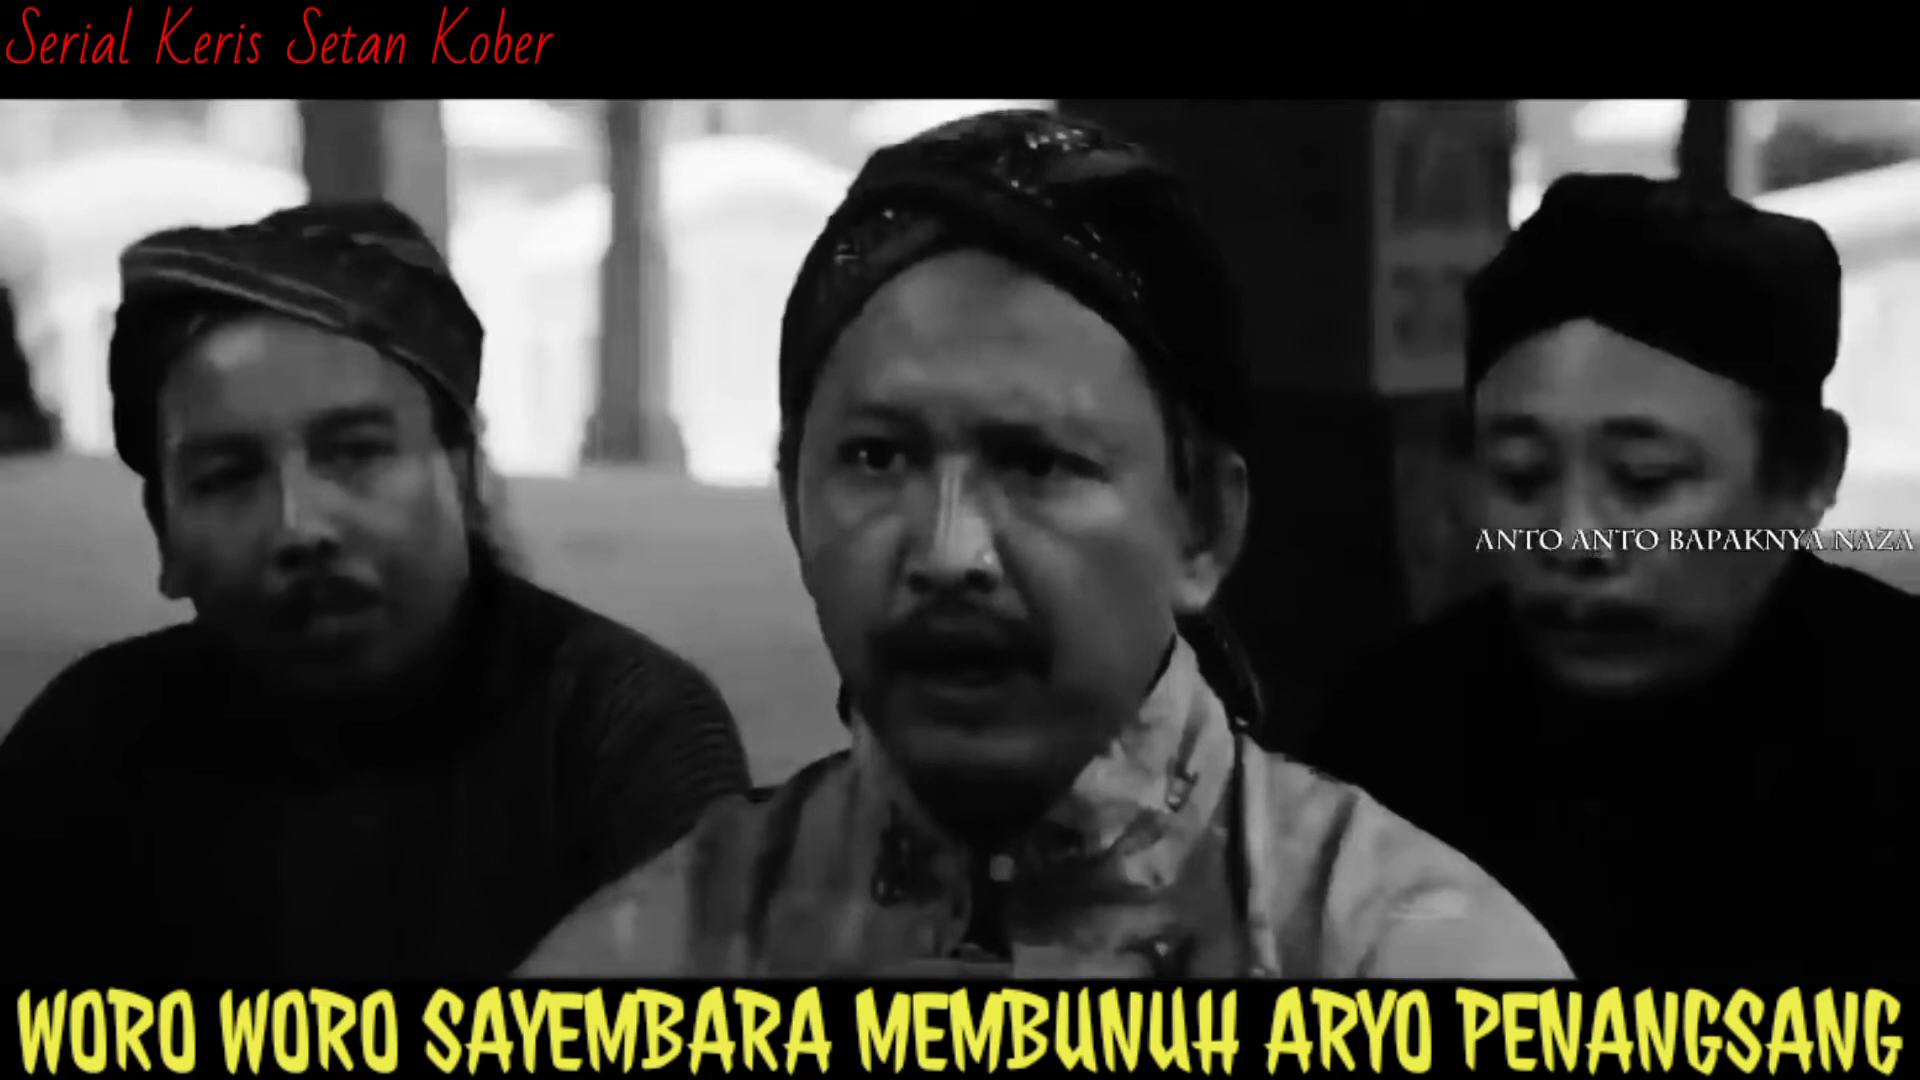 Serial Keris Setan Kober
ANTO ANTO BAPAKNYA NAZA
WORO WORO SAYEMBARA MEMBUNUH ARYO PENANGSANG